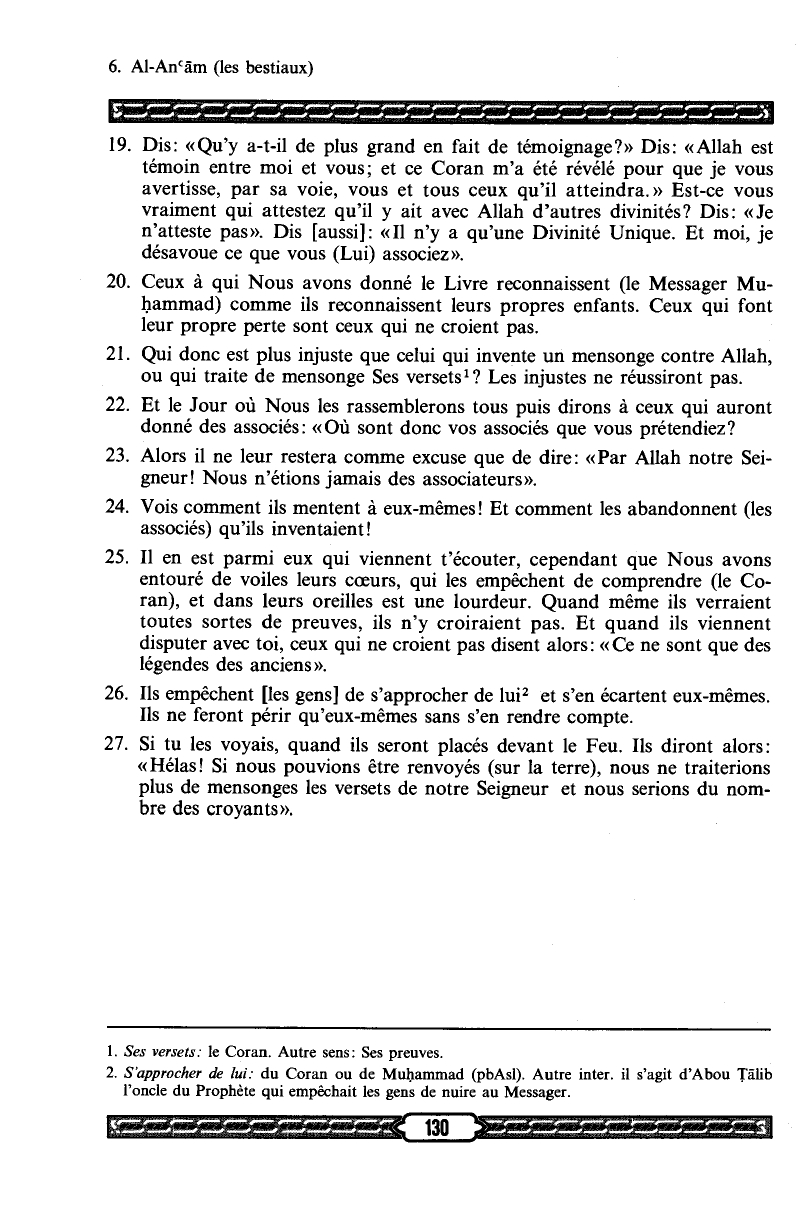 6. Al-Anʿām (les bestiaux)
19. Dis: «Qu'y a-t-il de plus grand en fait de témoignage?» Dis: «Allah est
témoin entre moi et vous; et ce Coran m'a été révélé pour que je vous
avertisse, par sa voie, vous et tous ceux qu'il atteindra.» Est-ce vous
vraiment qui attestez qu'il y ait avec Allah d'autres divinités? Dis: «Je
n'atteste pas». Dis [aussi]: «Il n'y a qu'une Divinité Unique. Et moi, je
désavoue ce que vous (Lui) associez».
20. Ceux à qui Nous avons donné le Livre reconnaissent (le Messager Mu-
ḥammad) comme ils reconnaissent leurs propres enfants. Ceux qui font
leur propre perte sont ceux qui ne croient pas.
21. Qui donc est plus injuste que celui qui invente un mensonge contre Allah,
ou qui traite de mensonge Ses versets¹? Les injustes ne réussiront pas.
22. Et le Jour où Nous les rassemblerons tous puis dirons à ceux qui auront
donné des associés: «Où sont donc vos associés que vous prétendiez?
23. Alors il ne leur restera comme excuse que de dire: «Par Allah notre Sei-
gneur! Nous n'étions jamais des associateurs».
24. Vois comment ils mentent à eux-mêmes! Et comment les abandonnent (les
associés) qu'ils inventaient!
25. Il en est parmi eux qui viennent t'écouter, cependant que Nous avons
entouré de voiles leurs cœurs, qui les empêchent de comprendre (le Co-
ran), et dans leurs oreilles est une lourdeur. Quand même ils verraient
toutes sortes de preuves, ils n'y croiraient pas. Et quand ils viennent
disputer avec toi, ceux qui ne croient pas disent alors: «Ce ne sont que des
légendes des anciens».
26. Ils empêchent [les gens] de s'approcher de lui² et s'en écartent eux-mêmes.
Ils ne feront périr qu'eux-mêmes sans s'en rendre compte.
27. Si tu les voyais, quand ils seront placés devant le Feu. Ils diront alors:
«Hélas! Si nous pouvions être renvoyés (sur la terre), nous ne traiterions
plus de mensonges les versets de notre Seigneur et nous serions du nom-
bre des croyants».
1. Ses versets: le Coran. Autre sens: Ses preuves.
2. S'approcher de lui: du Coran ou de Muḥammad (pbAsl). Autre inter. il s'agit d'Abou Ṭālib
l'oncle du Prophète qui empêchait les gens de nuire au Messager.
130